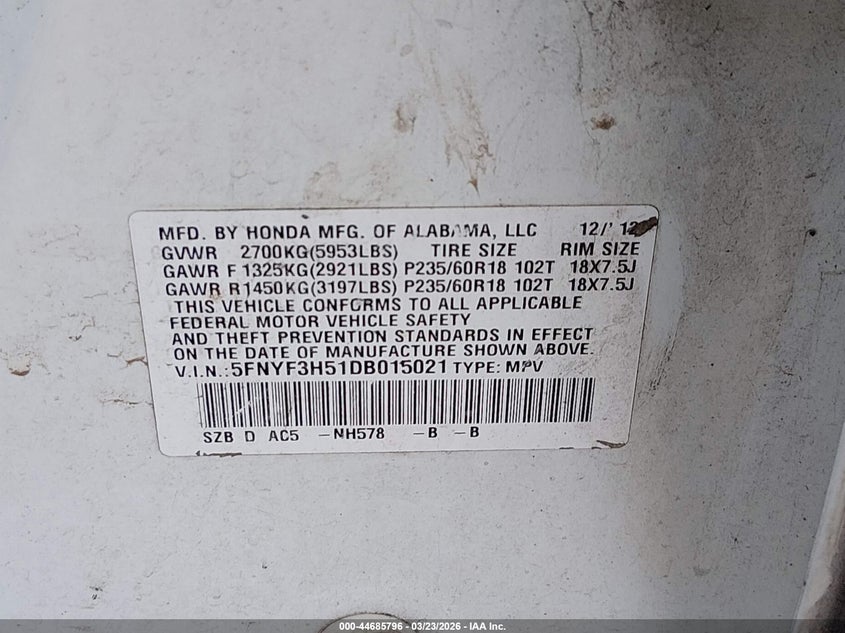 MFD. BY HONDA MFG. OF ALABAMA, LLC 12/12
GVWR 2700KG(5953LBS) TIRE SIZE RIM SIZE
GAWR F 1325KG(2921LBS) P235/60R18 102T 18X7.5J
GAWR R1450KG(3197LBS) P235/60R18 102T 18X7.5J
THIS VEHICLE CONFORMS TO ALL APPLICABLE
FEDERAL MOTOR VEHICLE SAFETY
AND THEFT PREVENTION STANDARDS IN EFFECT
ON THE DATE OF MANUFACTURE SHOWN ABOVE.
V.I.N.:5FNYF3H51DB015021 TYPE: MPV
SZB D AC5 -NH578 -B -B
000-44685796 - 03/23/2026 - IAA Inc.